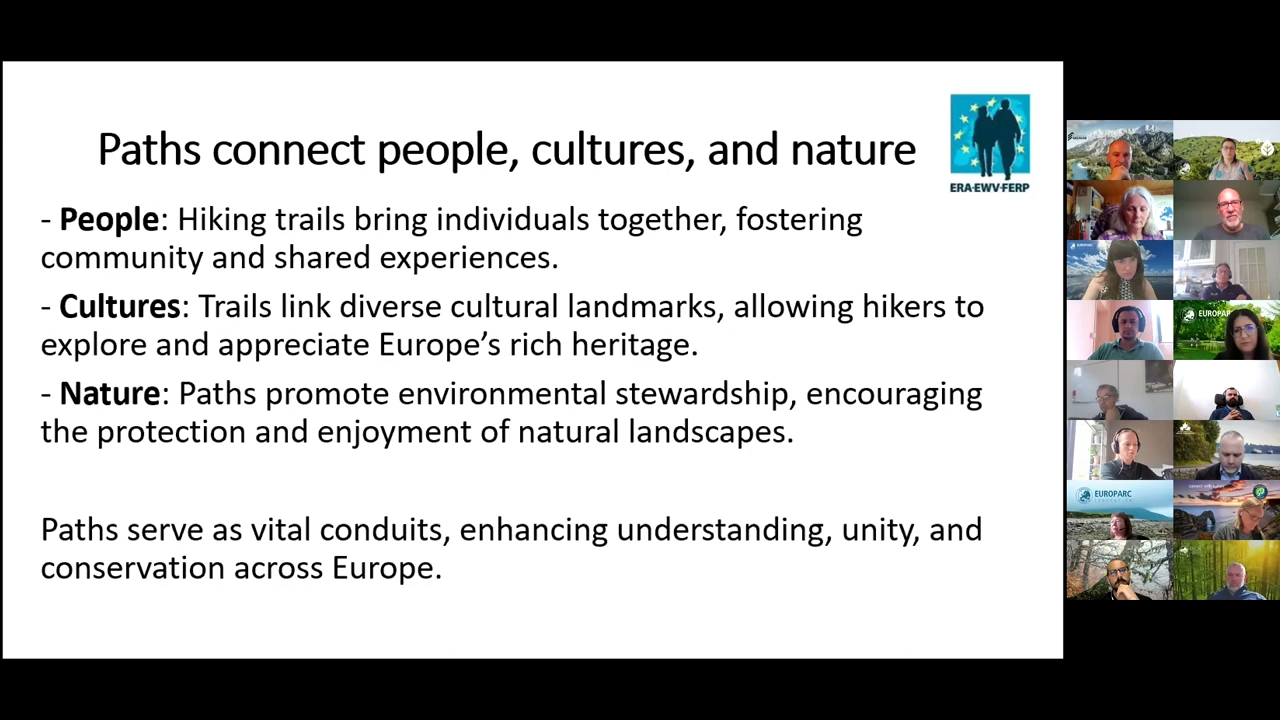 Paths connect people, cultures, and nature
ERA-EWV-FERP
- People: Hiking trails bring individuals together, fostering
community and shared experiences.
- Cultures: Trails link diverse cultural landmarks, allowing hikers to
explore and appreciate Europe’s rich heritage.
- Nature: Paths promote environmental stewardship, encouraging
the protection and enjoyment of natural landscapes.
Paths serve as vital conduits, enhancing understanding, unity, and
conservation across Europe.
EUROPARC
EUROPARC
EUROPARC
FEDERATION